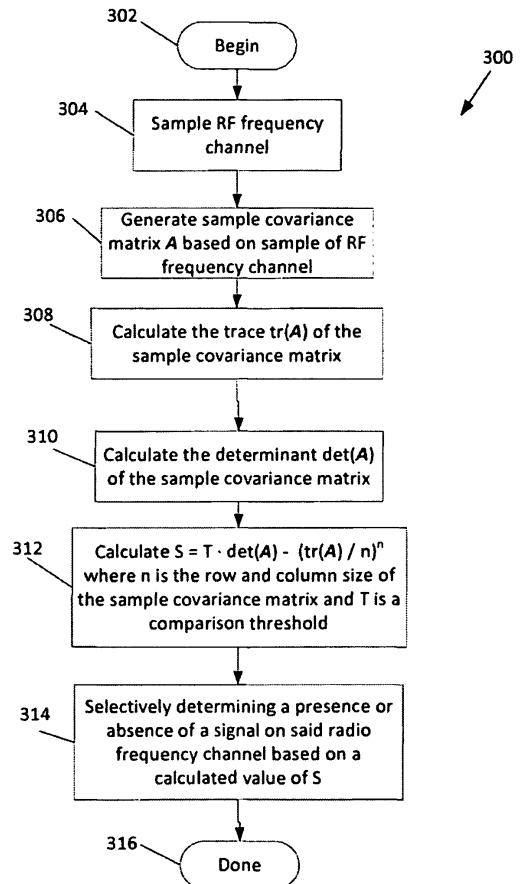 302
Begin
300
304
Sample RF frequency
channel
306
Generate sample covariance
matrix A based on sample of RF
frequency channel
308
Calculate the trace tr(A) of the
sample covariance matrix
310
Calculate the determinant det(A)
of the sample covariance matrix
312
Calculate S = T · det(A) - (tr(A) / n)ⁿ
where n is the row and column size of
the sample covariance matrix and T is a
comparison threshold
314
Selectively determining a presence or
absence of a signal on said radio
frequency channel based on a
calculated value of S
316
Done